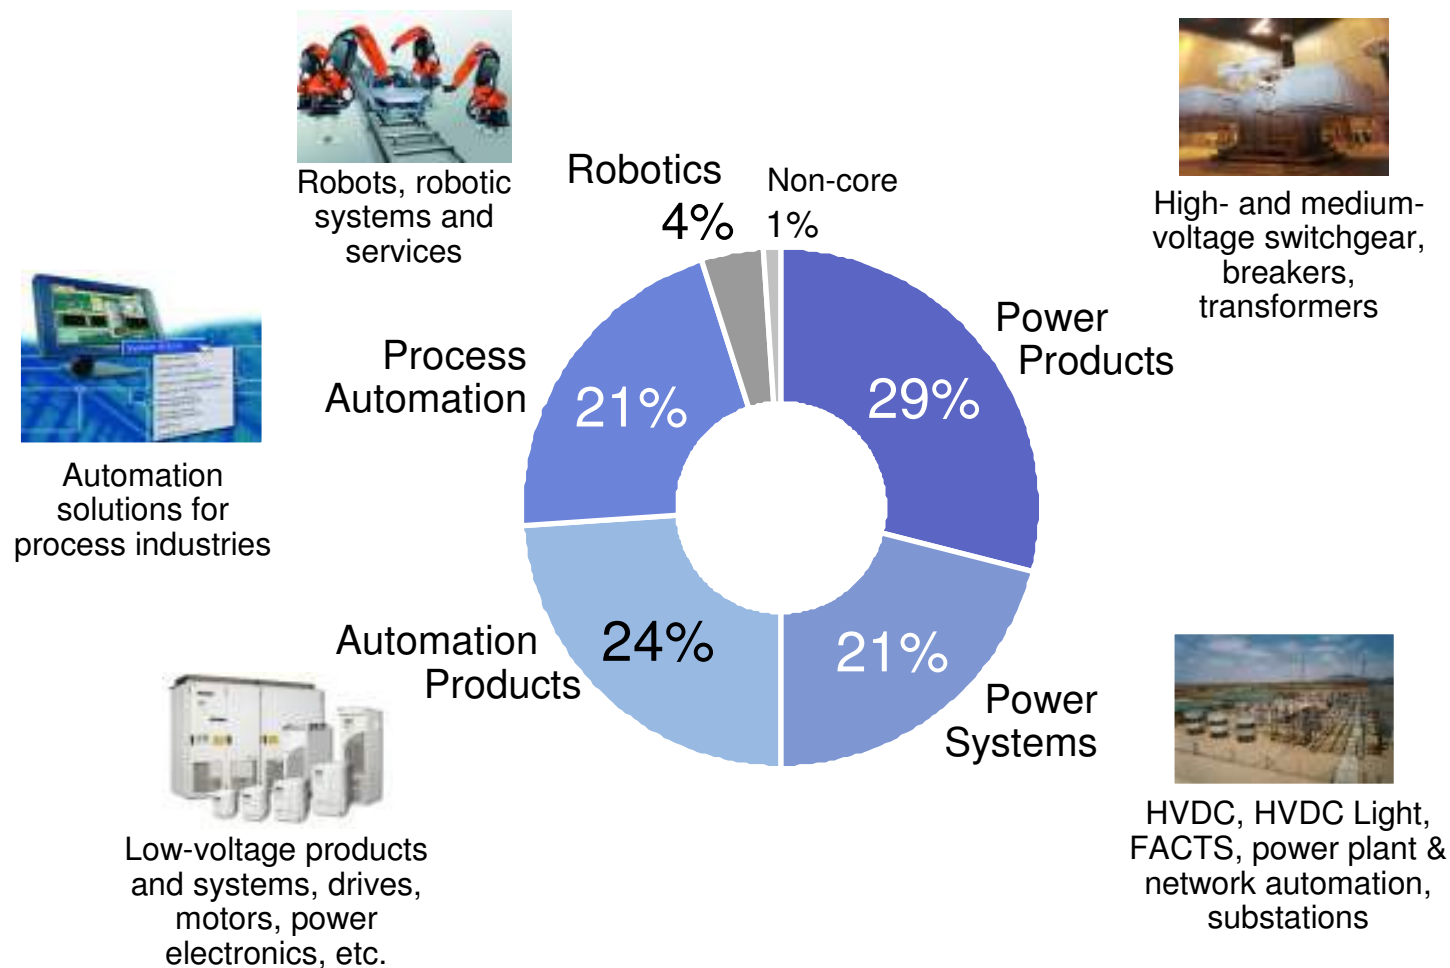 Robots, robotic
systems and
services
Robotics
4%
Non-core
1%
High- and medium-
voltage switchgear,
breakers,
transformers
Power
Products
29%
Process
Automation
21%
Automation
solutions for
process industries
Automation
Products
24%
21%
Power
Systems
Low-voltage products
and systems, drives,
motors, power
electronics, etc.
HVDC, HVDC Light,
FACTS, power plant &
network automation,
substations